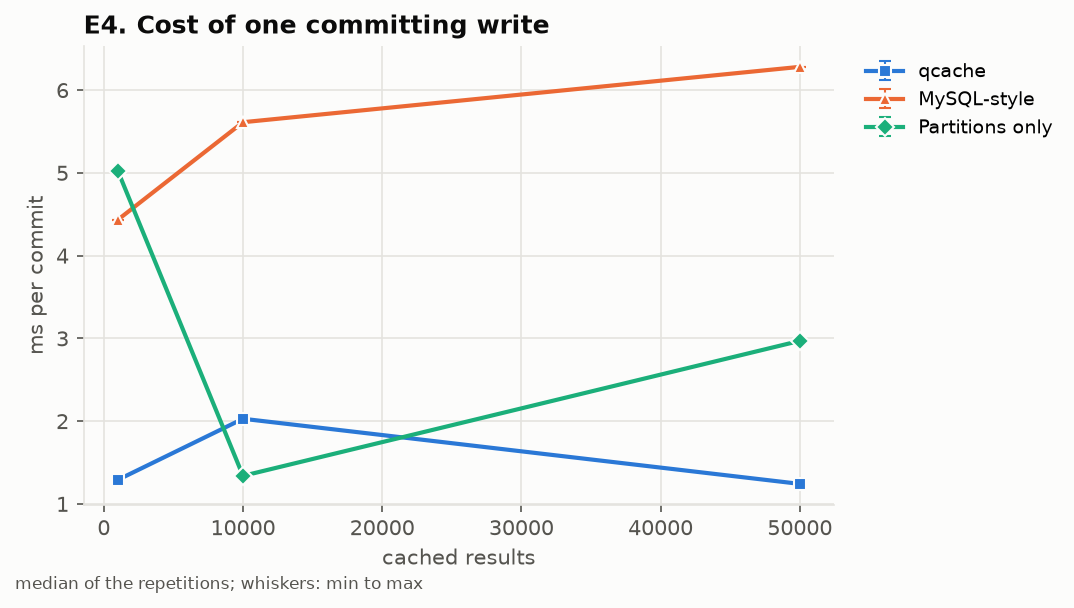 E4. Cost of one committing write
qcache
MySQL-style
Partitions only
6
5
4
3
2
1
ms per commit
0
10000
20000
30000
40000
50000
cached results
median of the repetitions; whiskers: min to max